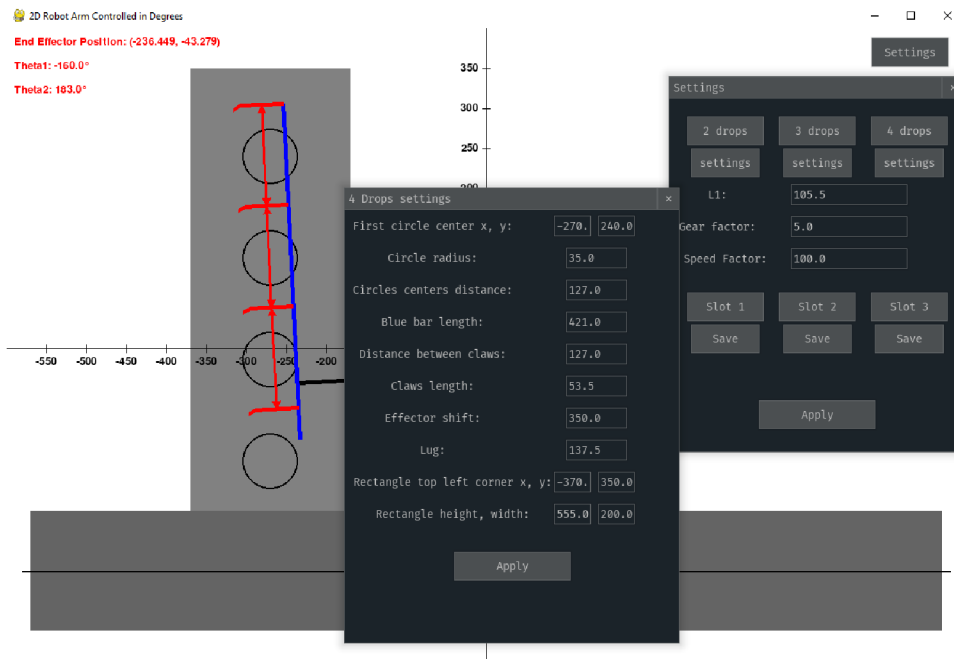 2D Robot Arm Controlled in Degrees
End Effector Position: (-236.449, -43.279)
Theta1: -160.0°
Theta2: 183.0°
Settings
350
300
250
-550 -500 -450 -400 -350 -300 -250 -200
Settings ×
2 drops 3 drops 4 drops
settings settings settings
L1: 105.5
Gear factor: 5.0
Speed Factor: 100.0
Slot 1 Slot 2 Slot 3
Save Save Save
Apply
4 Drops settings ×
First circle center x, y: -270. 240.0
Circle radius: 35.0
Circles centers distance: 127.0
Blue bar length: 421.0
Distance between claws: 127.0
Claws length: 53.5
Effector shift: 350.0
Lug: 137.5
Rectangle top left corner x, y: -370. 350.0
Rectangle height, width: 555.0 200.0
Apply